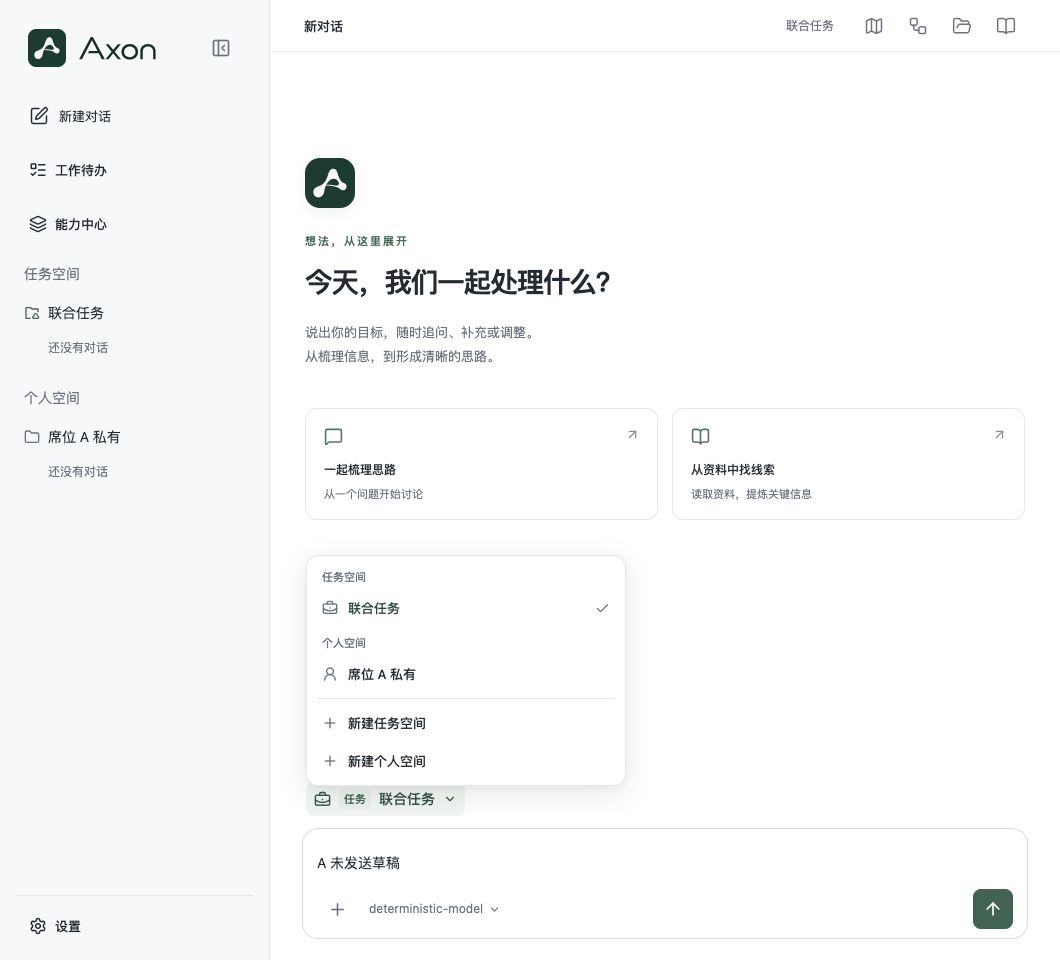 Axon
新建对话
工作待办
能力中心
任务空间
联合任务
还没有对话
个人空间
席位 A 私有
还没有对话
设置
新对话
联合任务
想法，从这里展开
今天，我们一起处理什么？
说出你的目标，随时追问、补充或调整。
从梳理信息，到形成清晰的思路。
一起梳理思路
从一个问题开始讨论
从资料中找线索
读取资料，提炼关键信息
任务空间
联合任务
个人空间
席位 A 私有
新建任务空间
新建个人空间
任务 联合任务
A 未发送草稿
deterministic-model